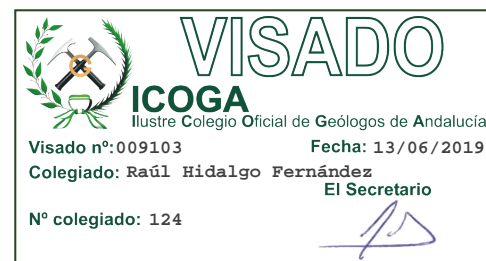 VISADO
ICOGA
Ilustre Colegio Oficial de Geólogos de Andalucía
Visado nº:009103 Fecha: 13/06/2019
Colegiado: Raúl Hidalgo Fernández
El Secretario
Nº colegiado: 124